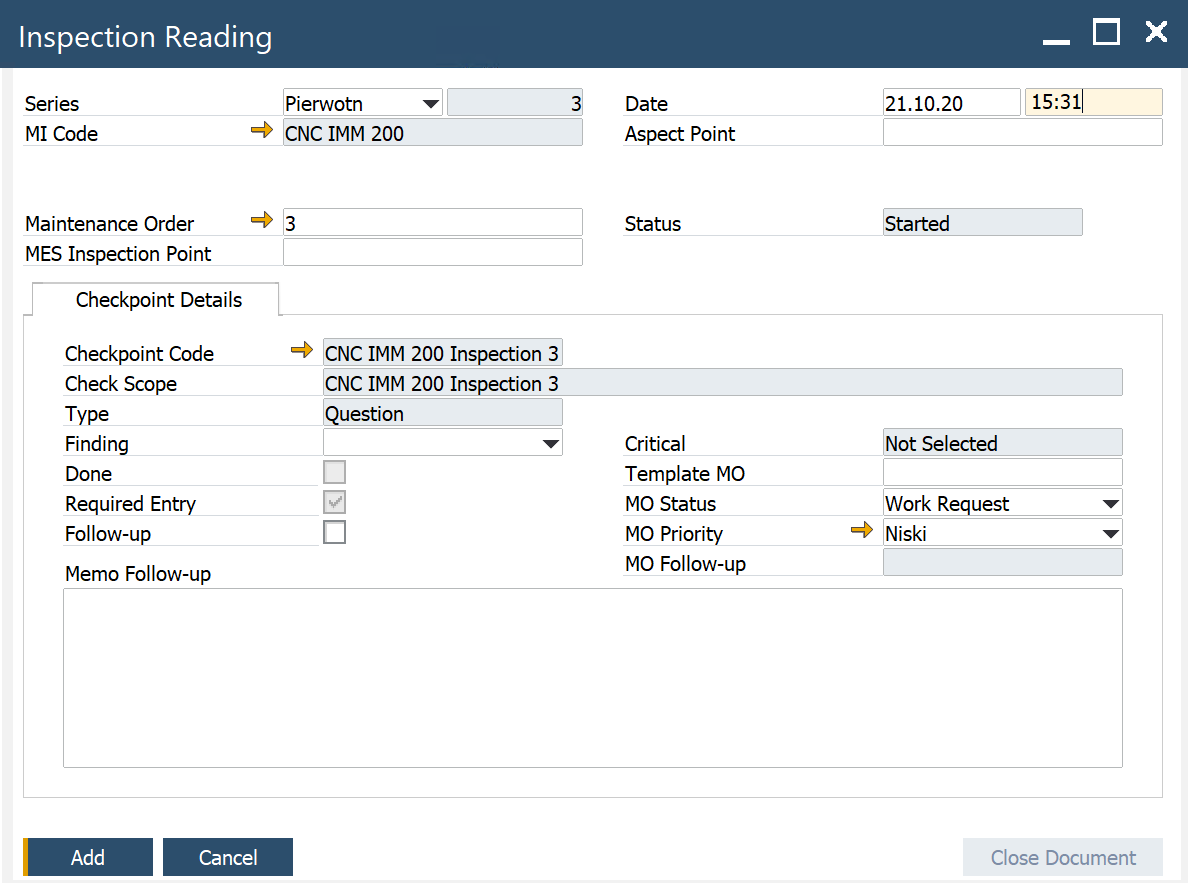 Inspection Reading
Series Pierwotn 3 Date 21.10.20 15:31
MI Code CNC IMM 200 Aspect Point
Maintenance Order 3 Status Started
MES Inspection Point
Checkpoint Details
Checkpoint Code CNC IMM 200 Inspection 3
Check Scope CNC IMM 200 Inspection 3
Type Question
Finding Critical Not Selected
Done Template MO
Required Entry MO Status Work Request
Follow-up MO Priority Niski
MO Follow-up
Memo Follow-up
Add Cancel Close Document